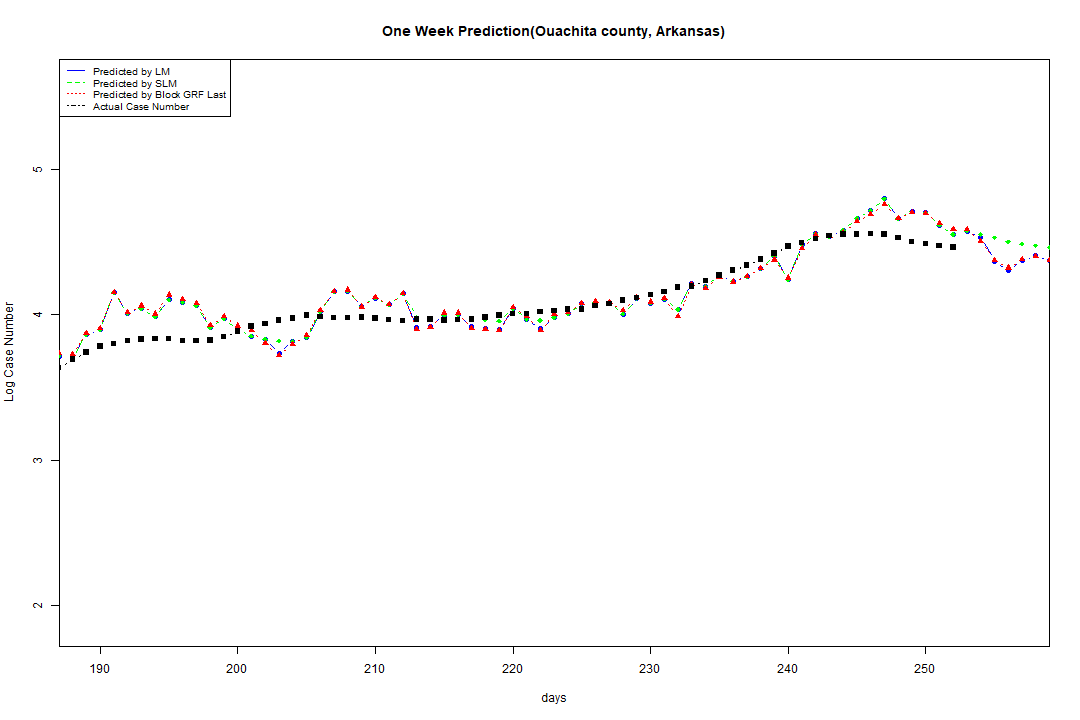 One Week Prediction(Ouachita county, Arkansas)
Predicted by LM
Predicted by SLM
Predicted by Block GRF Last
Actual Case Number
5
4
3
2
Log Case Number
190 200 210 220 230 240 250
days